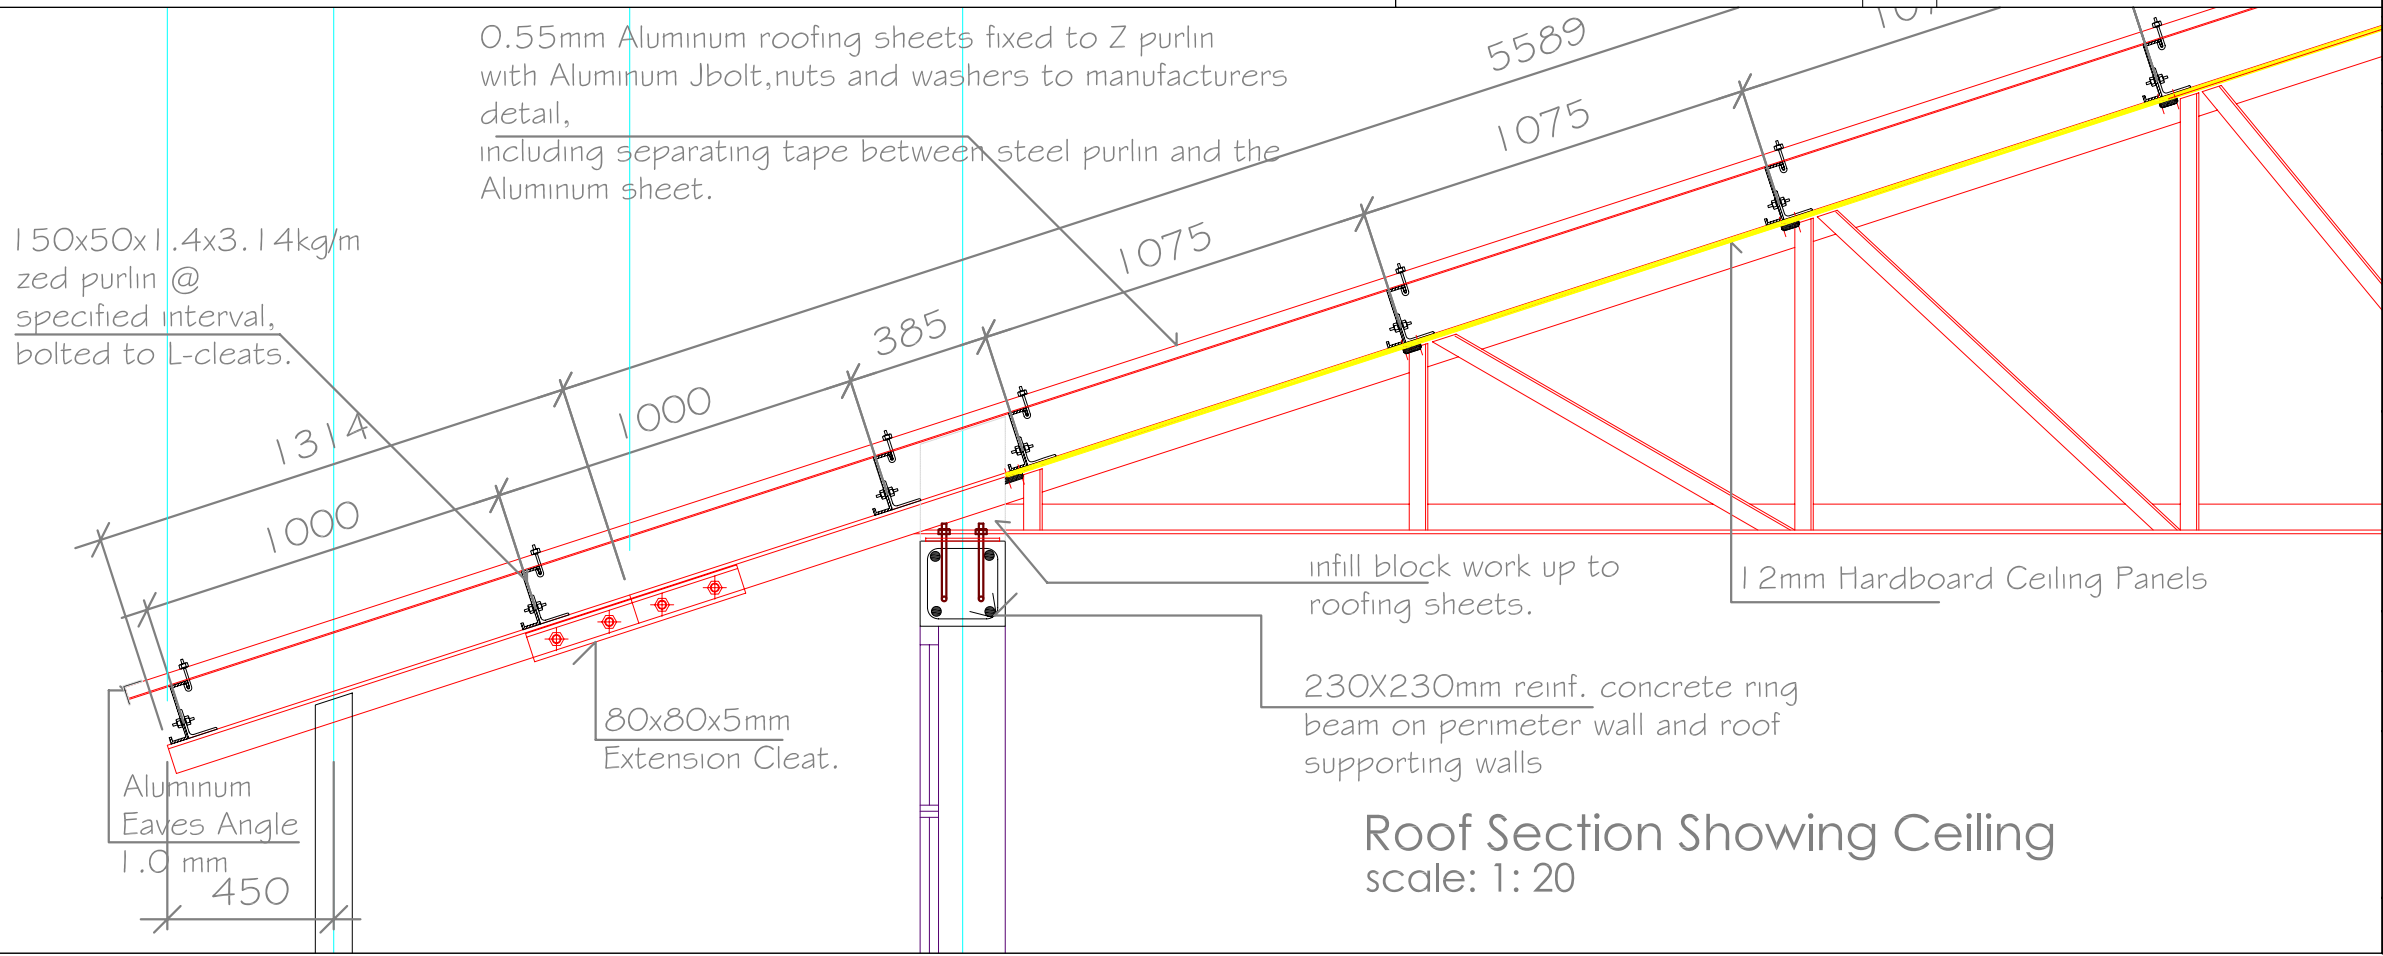 0.55mm Aluminum roofing sheets fixed to Z purlin
with Aluminum Jbolt,nuts and washers to manufacturers
detail,
including separating tape between steel purlin and the
Aluminum sheet.
5589
1075
1075
385
1000
1314
1000
150x50x1.4x3.14kg/m
zed purlin @
specified interval,
bolted to L-cleats.
infill block work up to
roofing sheets.
12mm Hardboard Ceiling Panels
230X230mm reinf. concrete ring
beam on perimeter wall and roof
supporting walls
80x80x5mm
Extension Cleat.
Aluminum
Eaves Angle
1.0 mm
450
Roof Section Showing Ceiling
scale: 1: 20